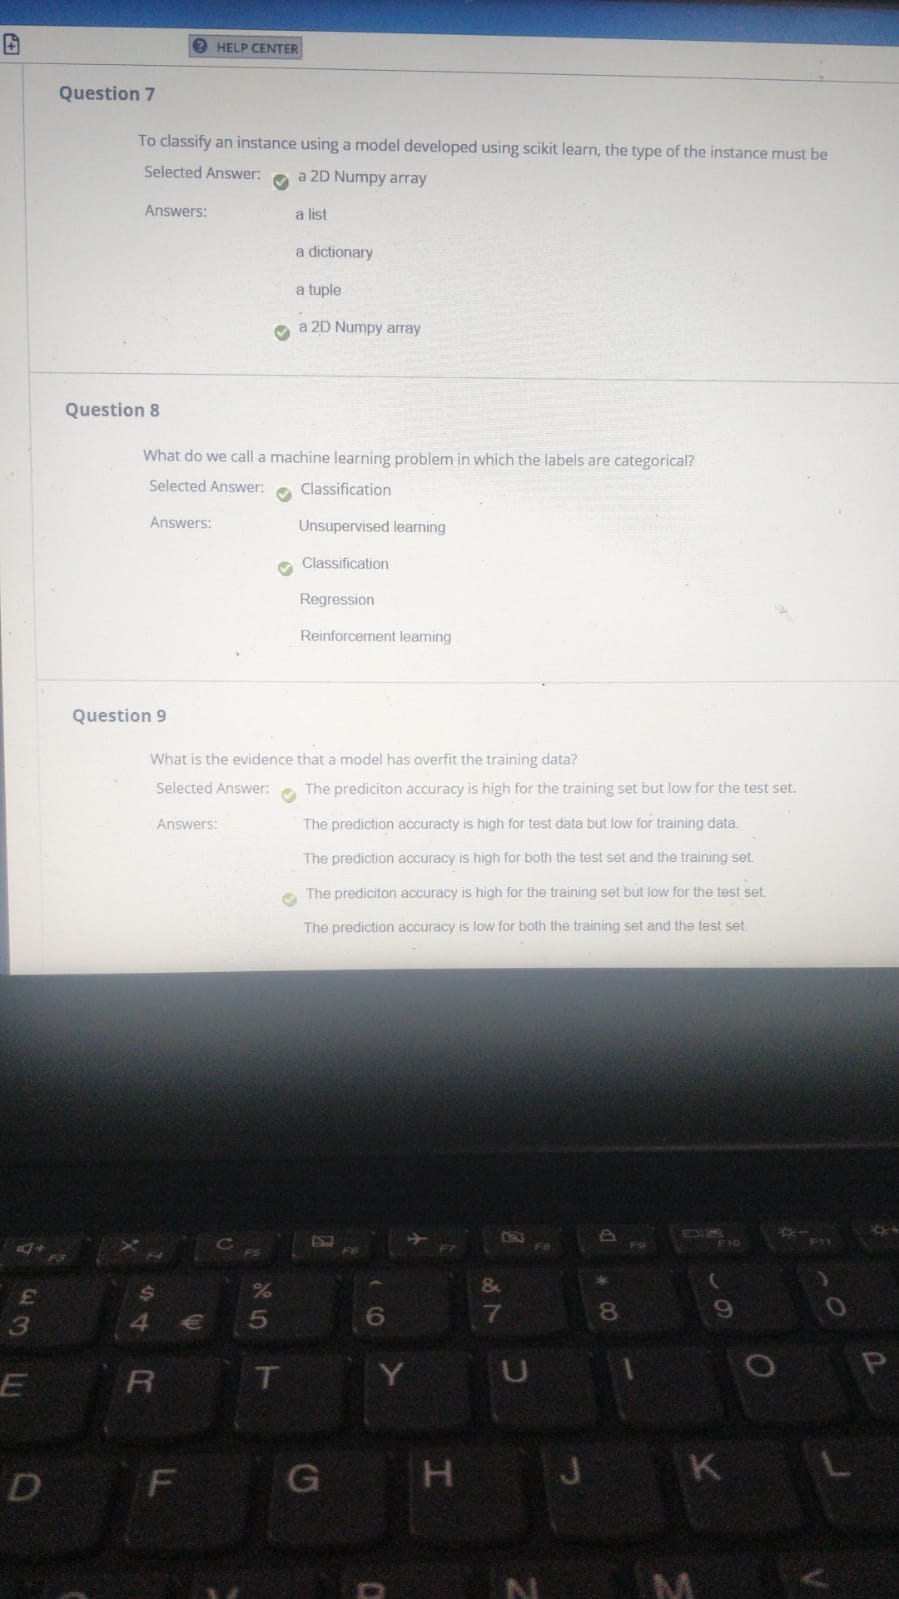 HELP CENTER
Question 7
To classify an instance using a model developed using scikit learn, the type of the instance must be
Selected Answer: a 2D Numpy array
Answers: a list
a dictionary
a tuple
a 2D Numpy array
Question 8
What do we call a machine learning problem in which the labels are categorical?
Selected Answer: Classification
Answers: Unsupervised learning
Classification
Regression
Reinforcement learning
Question 9
What is the evidence that a model has overfit the training data?
Selected Answer: The prediciton accuracy is high for the training set but low for the test set.
Answers: The prediction accuracty is high for test data but low for training data.
The prediction accuracy is high for both the test set and the training set.
The prediciton accuracy is high for the training set but low for the test set.
The prediction accuracy is low for both the training set and the test set.
F3 F4 F5 F6 F7 F8 F9 F10 F11
£ $ % ^ & * ( )
3 4 € 5 6 7 8 9 0
E R T Y U I O P
D F G H J K L
N M <